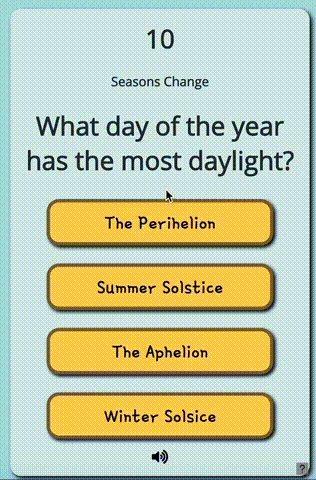 10
Seasons Change
What day of the year
has the most daylight?
The Perihelion
Summer Solstice
The Aphelion
Winter Solsice
?